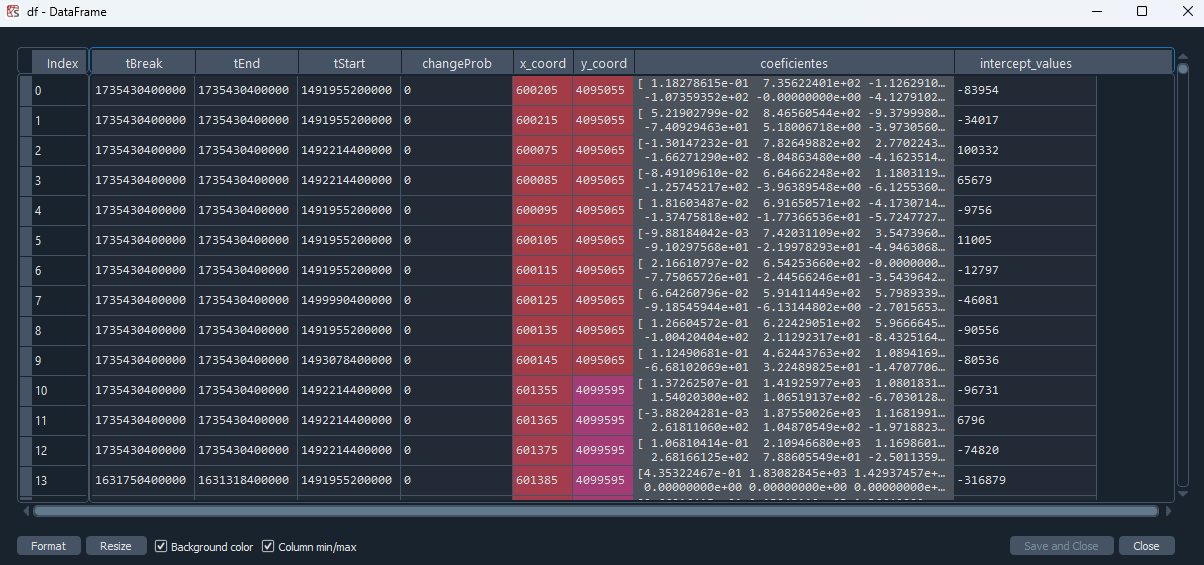 df - DataFrame
Index tBreak tEnd tStart changeProb x_coord y_coord coeficientes intercept_values
0 1735430400000 1735430400000 1491955200000 0 600205 4095055 [ 1.18278615e-01 7.35622401e+02 -1.1262910… -83954
-1.07359352e+02 -0.00000000e+00 -4.1279102…
1 1735430400000 1735430400000 1491955200000 0 600215 4095055 [ 5.21902799e-02 8.46560544e+02 -9.3799980… -34017
-7.40929463e+01 5.18006718e+00 -3.9730560…
2 1735430400000 1735430400000 1492214400000 0 600075 4095065 [-1.30147232e-01 7.82649882e+02 2.7702243… 100332
-1.66271290e+02 -8.04863480e+00 -4.1623514…
3 1735430400000 1735430400000 1492214400000 0 600085 4095065 [-8.49109610e-02 6.64662248e+02 1.1803119… 65679
-1.25745217e+02 -3.96389548e+00 -6.1255360…
4 1735430400000 1735430400000 1491955200000 0 600095 4095065 [ 1.81603487e-02 6.91650571e+02 -4.1730714… -9756
-1.37475818e+02 -1.77366536e+01 -5.7247727…
5 1735430400000 1735430400000 1491955200000 0 600105 4095065 [-9.88184042e-03 7.42031109e+02 3.5473960… 11005
-9.10297568e+01 -2.19978293e+01 -4.9463068…
6 1735430400000 1735430400000 1491955200000 0 600115 4095065 [ 2.16610797e-02 6.54253660e+02 -0.0000000… -12797
-7.75065726e+01 -2.44566246e+01 -3.5439642…
7 1735430400000 1735430400000 1499990400000 0 600125 4095065 [ 6.64260796e-02 5.91411449e+02 5.7989339… -46081
-9.18545944e+01 -6.13144802e+00 -2.7015653…
8 1735430400000 1735430400000 1491955200000 0 600135 4095065 [ 1.26604572e-01 6.22429051e+02 5.9666645… -90556
-1.00420404e+02 2.11292317e-01 -8.4325164…
9 1735430400000 1735430400000 1493078400000 0 600145 4095065 [ 1.12490681e-01 4.62443763e+02 1.0894169… -80536
-6.68102069e+01 3.22489825e+01 -1.4707706…
10 1735430400000 1735430400000 1492214400000 0 601355 4099595 [ 1.37262507e-01 1.41925977e+03 1.0801831… -96731
1.54020300e+02 1.06519137e+02 -6.7030128…
11 1735430400000 1735430400000 1492214400000 0 601365 4099595 [-3.88204281e-03 1.87550026e+03 1.1681991… 6796
2.61811060e+02 1.04870549e+02 -1.9718823…
12 1735430400000 1735430400000 1492214400000 0 601375 4099595 [ 1.06810414e-01 2.10946680e+03 1.1698601… -74820
2.68166125e+02 7.88605549e+01 -2.5011359…
13 1631750400000 1631318400000 1491955200000 0 601385 4099595 [4.35322467e-01 1.83082845e+03 1.42937457e+… -316879
0.00000000e+00 0.00000000e+00 0.00000000e+…
Format Resize Background color Column min/max Save and Close Close